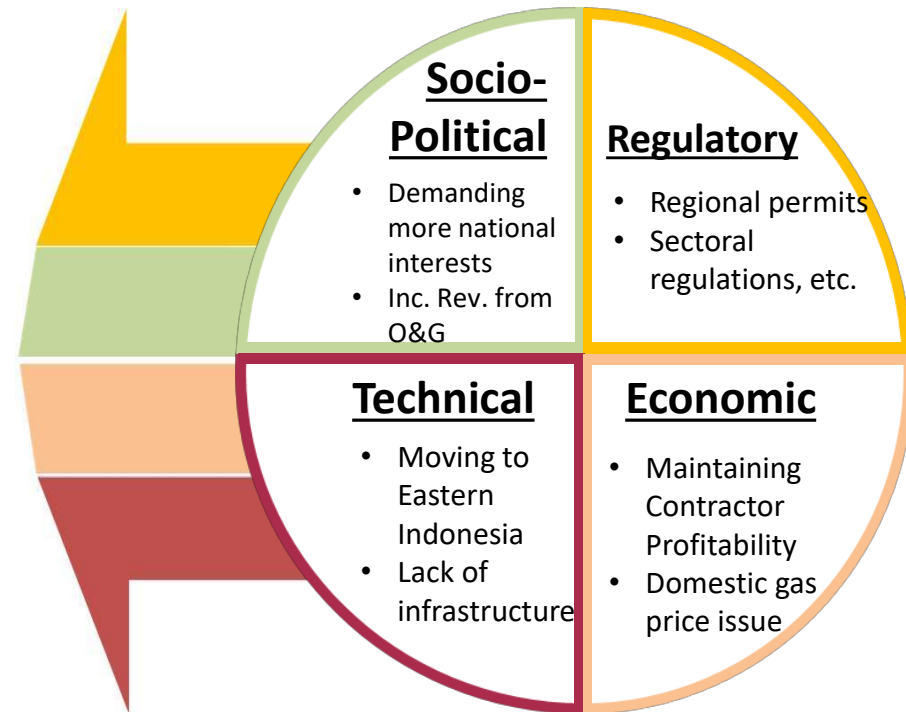 Socio-
Political
• Demanding
more national
interests
• Inc. Rev. from
O&G
Regulatory
• Regional permits
• Sectoral
regulations, etc.
Technical
• Moving to
Eastern
Indonesia
• Lack of
infrastructure
Economic
• Maintaining
Contractor
Profitability
• Domestic gas
price issue